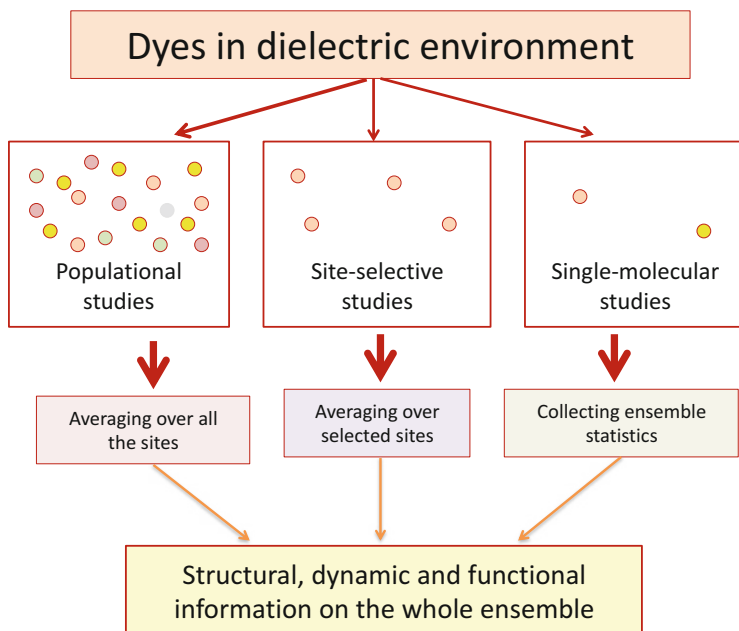 Dyes in dielectric environment
Populational
studies
Site-selective
studies
Single-molecular
studies
Averaging over all
the sites
Averaging over
selected sites
Collecting ensemble
statistics
Structural, dynamic and functional
information on the whole ensemble